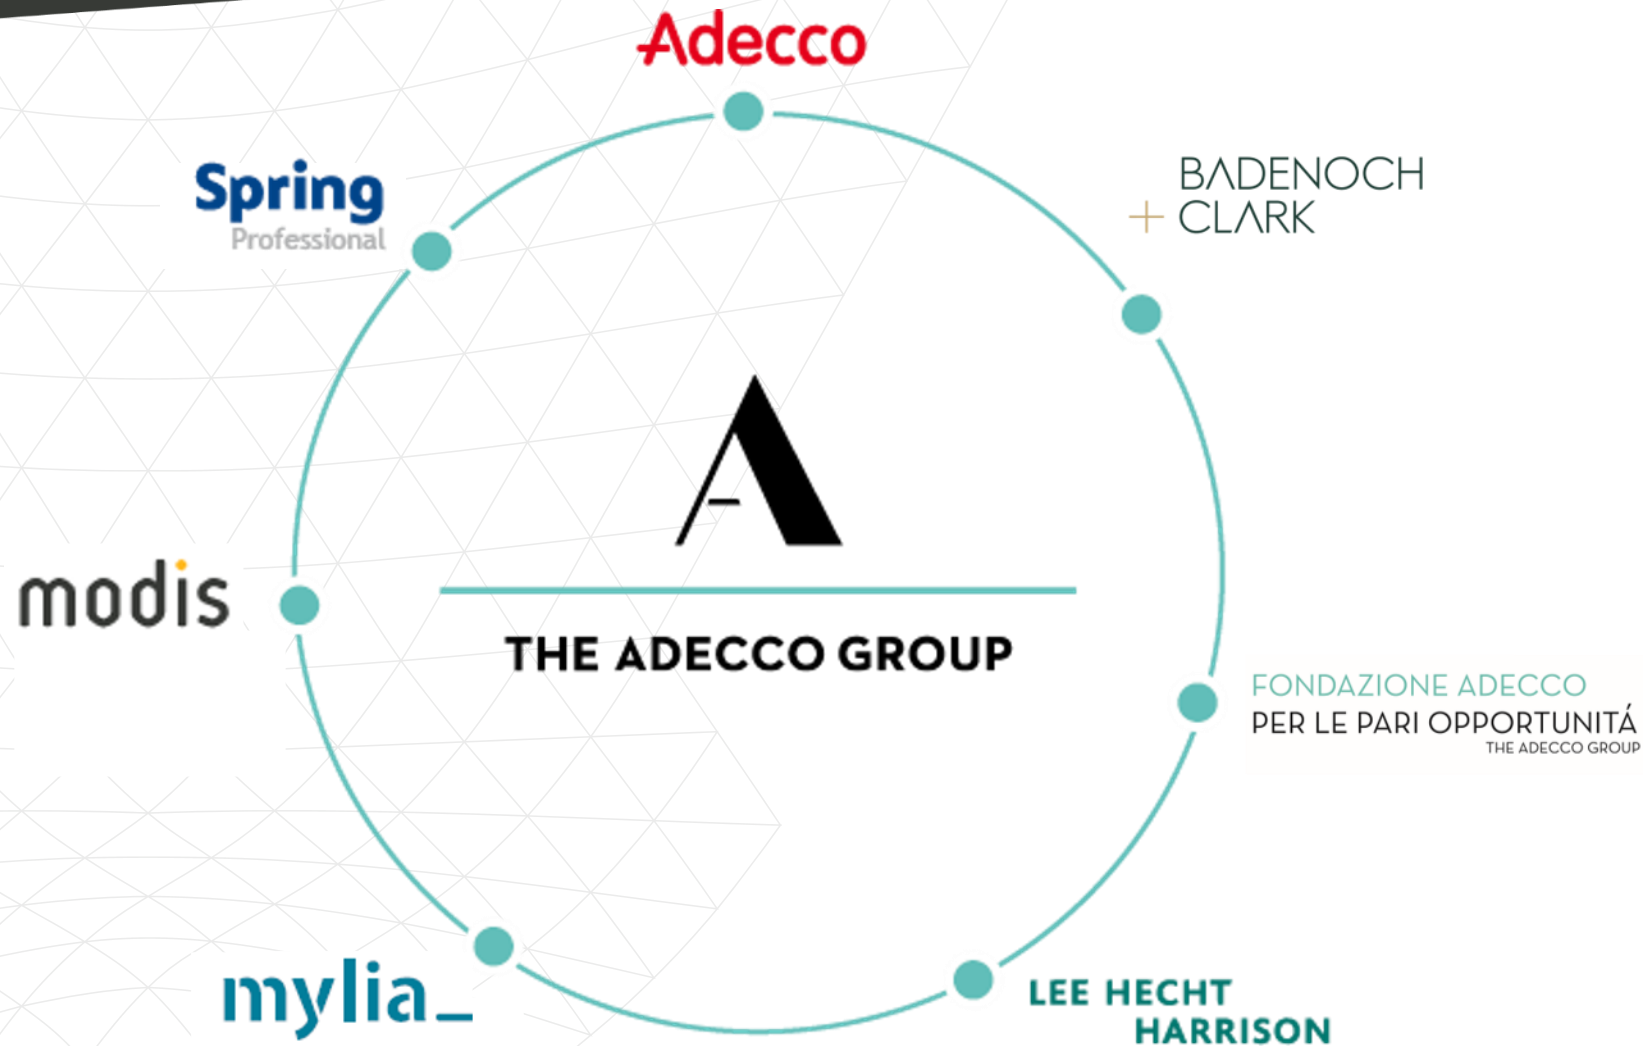 Adecco
Spring
Professional
BADENOCH
+ CLARK
A
THE ADECCO GROUP
modis
FONDAZIONE ADECCO
PER LE PARI OPPORTUNITÁ
THE ADECCO GROUP
mylia_
LEE HECHT
HARRISON